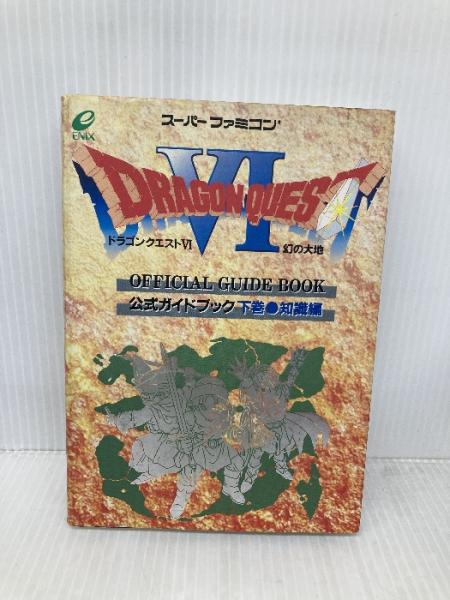 スーパーファミコン®
ENIX
DRAGON QUEST
VI
ドラゴンクエストVI 幻の大地
OFFICIAL GUIDE BOOK
公式ガイドブック 下巻●知識編